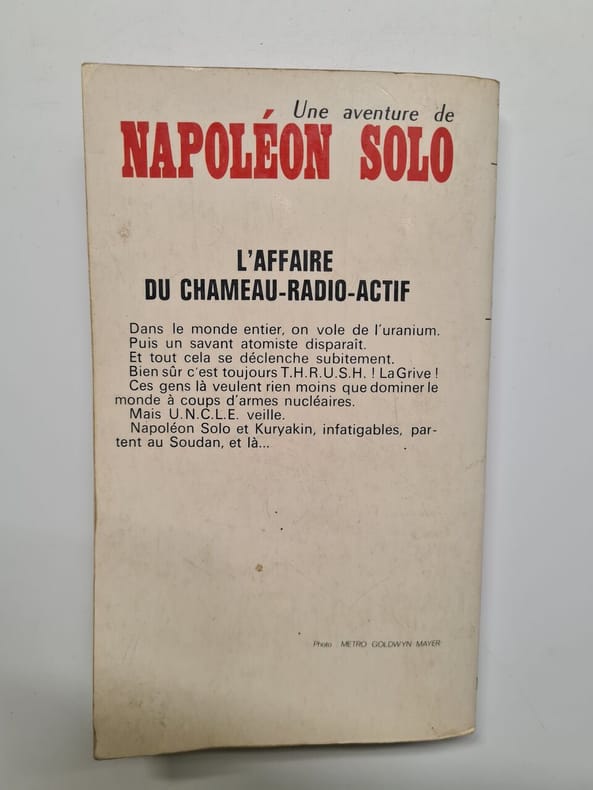 Une aventure de
NAPOLÉON SOLO
L'AFFAIRE
DU CHAMEAU-RADIO-ACTIF
Dans le monde entier, on vole de l'uranium.
Puis un savant atomiste disparaît.
Et tout cela se déclenche subitement.
Bien sûr c'est toujours T.H.R.U.S.H. ! La Grive !
Ces gens là veulent rien moins que dominer le
monde à coups d'armes nucléaires.
Mais U.N.C.L.E. veille.
Napoléon Solo et Kuryakin, infatigables, par-
tent au Soudan, et là...
Photo : METRO GOLDWYN MAYER